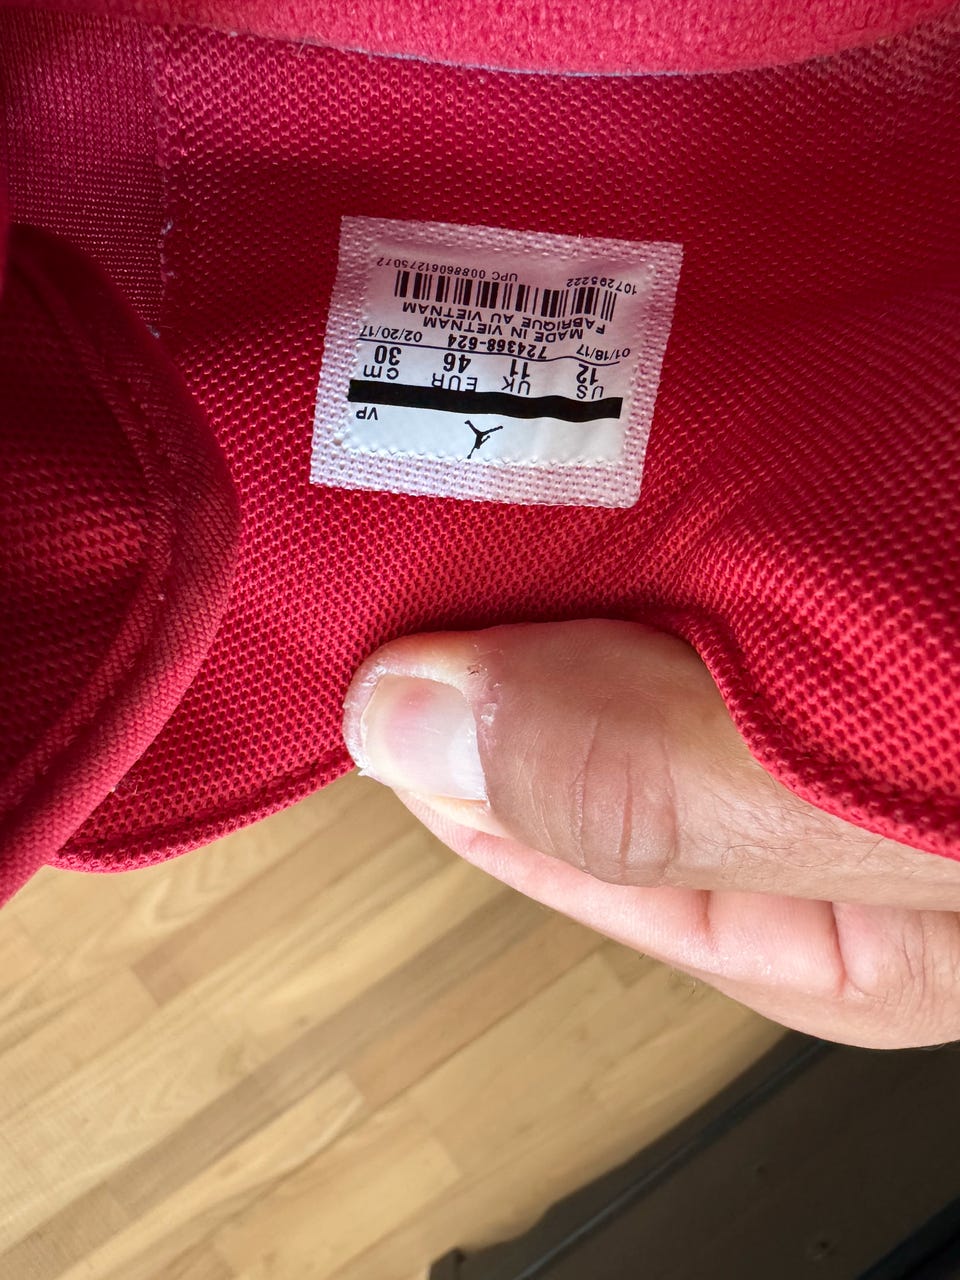 VP
US UK EUR cm
12 11 46 30
01/18/17 724368-624 02/20/17
MADE IN VIETNAM
FABRIQUE AU VIETNAM
107295222 UPC 00886061275072